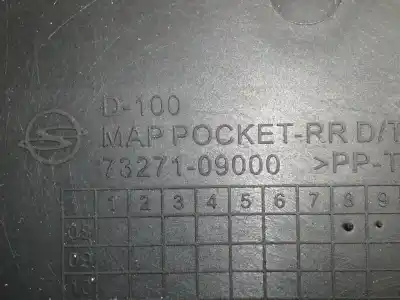 D-100
MAP POCKET-RR D/T
73271-09000 >PP-T
1 2 3 4 5 6 7 8 9